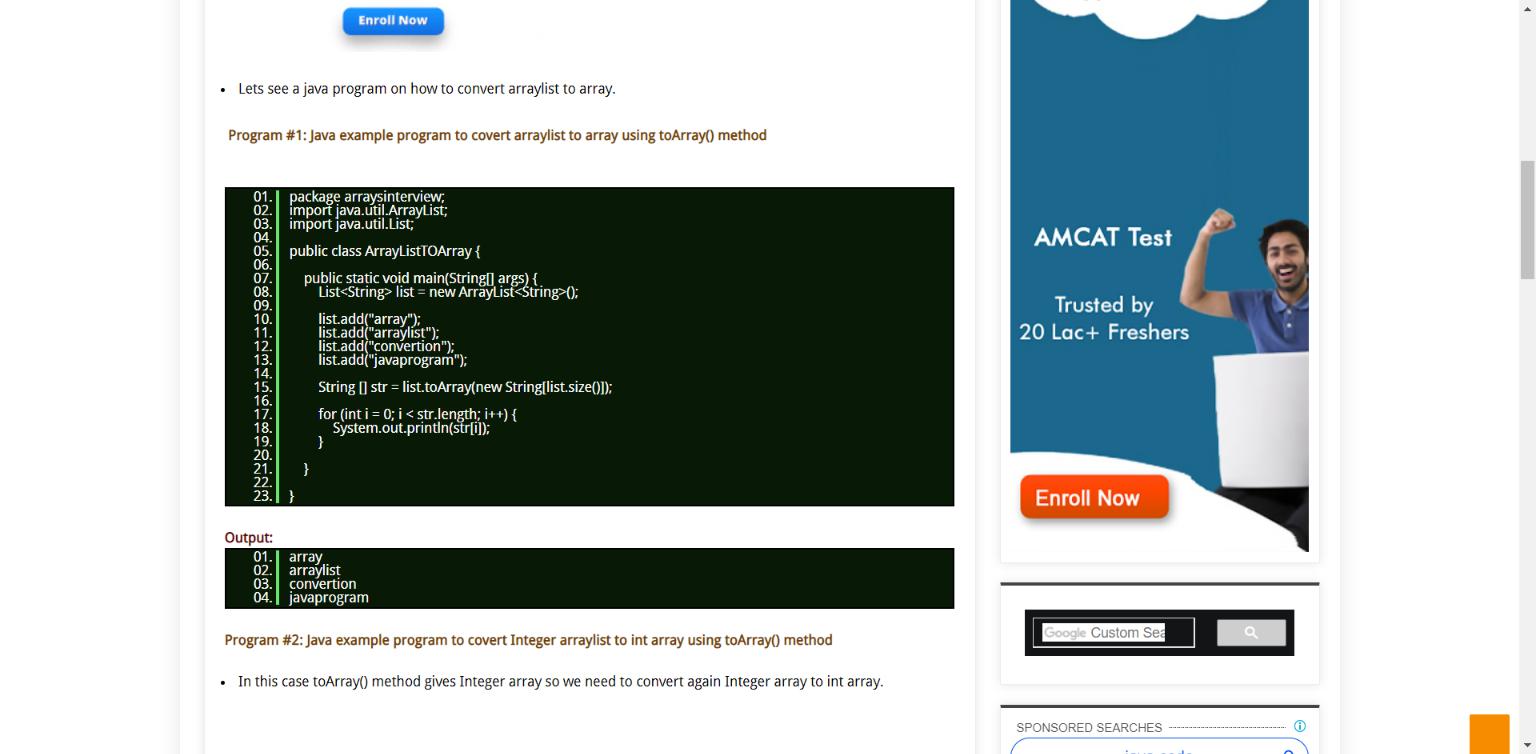 Enroll Now
• Lets see a java program on how to convert arraylist to array.
Program #1: Java example program to covert arraylist to array using toArray() method
01. package arraysinterview;
02. import java.util.ArrayList;
03. import java.util.List;
04.
05. public class ArrayListTOArray {
06.
07. public static void main(String[] args) {
08. List<String> list = new ArrayList<String>();
09.
10. list.add("array");
11. list.add("arraylist");
12. list.add("convertion");
13. list.add("javaprogram");
14.
15. String [] str = list.toArray(new String[list.size()]);
16.
17. for (int i = 0; i < str.length; i++) {
18. System.out.println(str[i]);
19. }
20.
21. }
22.
23. }
Output:
01. array
02. arraylist
03. convertion
04. javaprogram
Program #2: Java example program to covert Integer arraylist to int array using toArray() method
• In this case toArray() method gives Integer array so we need to convert again Integer array to int array.
AMCAT Test
Trusted by
20 Lac+ Freshers
Enroll Now
Google Custom Sea
SPONSORED SEARCHES
java code